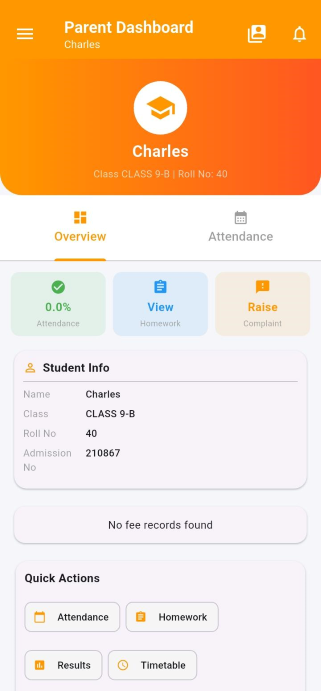 Parent Dashboard
Charles
Charles
Class CLASS 9-B | Roll No: 40
Overview
Attendance
0.0%
Attendance
View
Homework
Raise
Complaint
Student Info
Name Charles
Class CLASS 9-B
Roll No 40
Admission No 210867
No fee records found
Quick Actions
Attendance
Homework
Results
Timetable